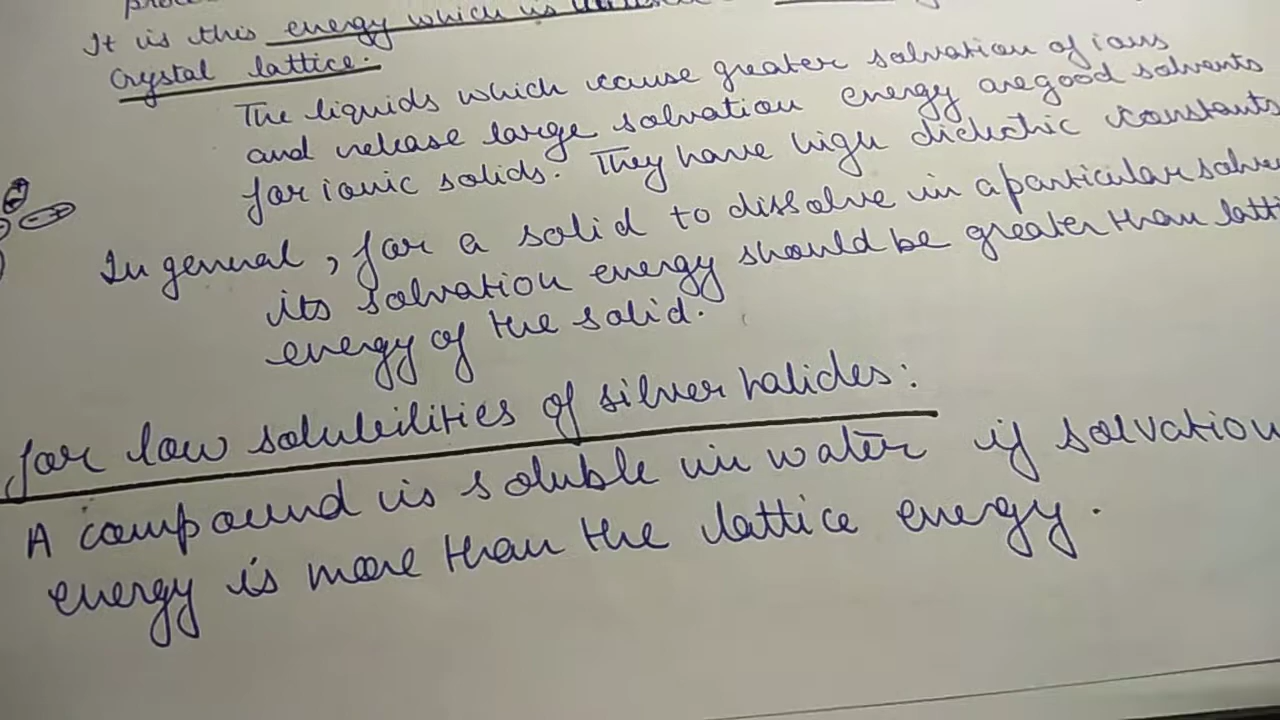 It is this energy which is
Crystal lattice.
The liquids which cause greater solvation of ions
and release large solvation energy are good solvents
for ionic solids. They have high dielectric constants
In general, for a solid to dissolve in a particular
its solvation energy should be greater than
energy of the solid.
for low solubilities of silver halides:
A compound is soluble in water if solvation
energy is more than the lattice energy.